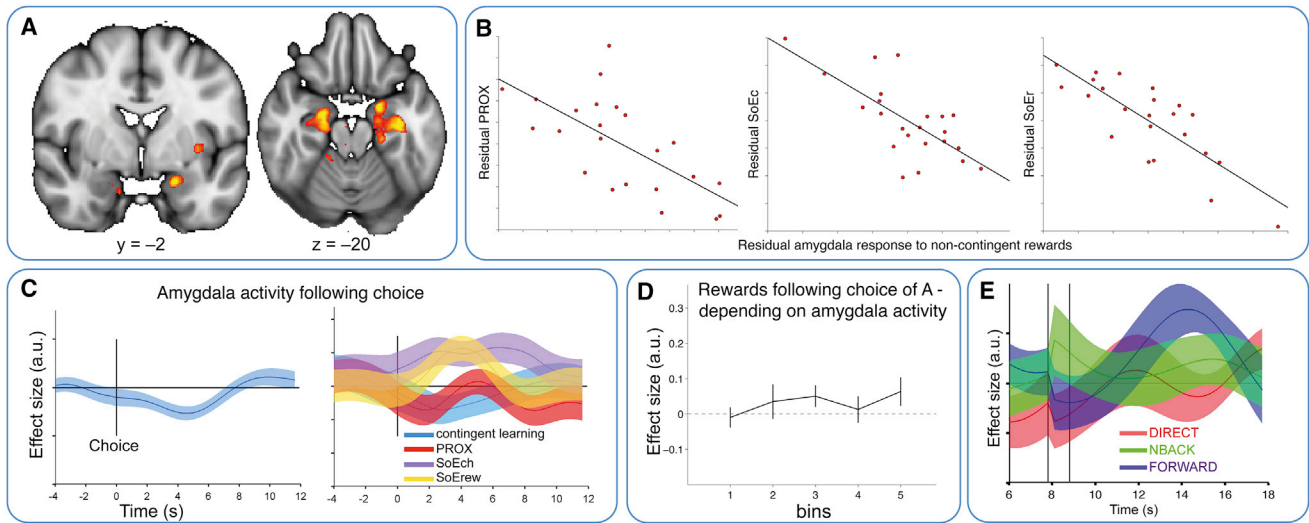 A
y = –2
z = –20
B
Residual PROX
Residual SoEc
Residual SoEr
Residual amygdala response to non-contingent rewards
C
Amygdala activity following choice
Effect size (a.u.)
Choice
-4 -2 0 2 4 6 8 10 12
Time (s)
contingent learning
PROX
SoEch
SoErew
-4 -2 0 2 4 6 8 10 12
D
Rewards following choice of A -
depending on amygdala activity
Effect size (a.u.)
0.3
0.2
0.1
0
−0.1
1 2 3 4 5
bins
E
Effect size (a.u.)
DIRECT
NBACK
FORWARD
6 8 10 12 14 16 18
Time (s)